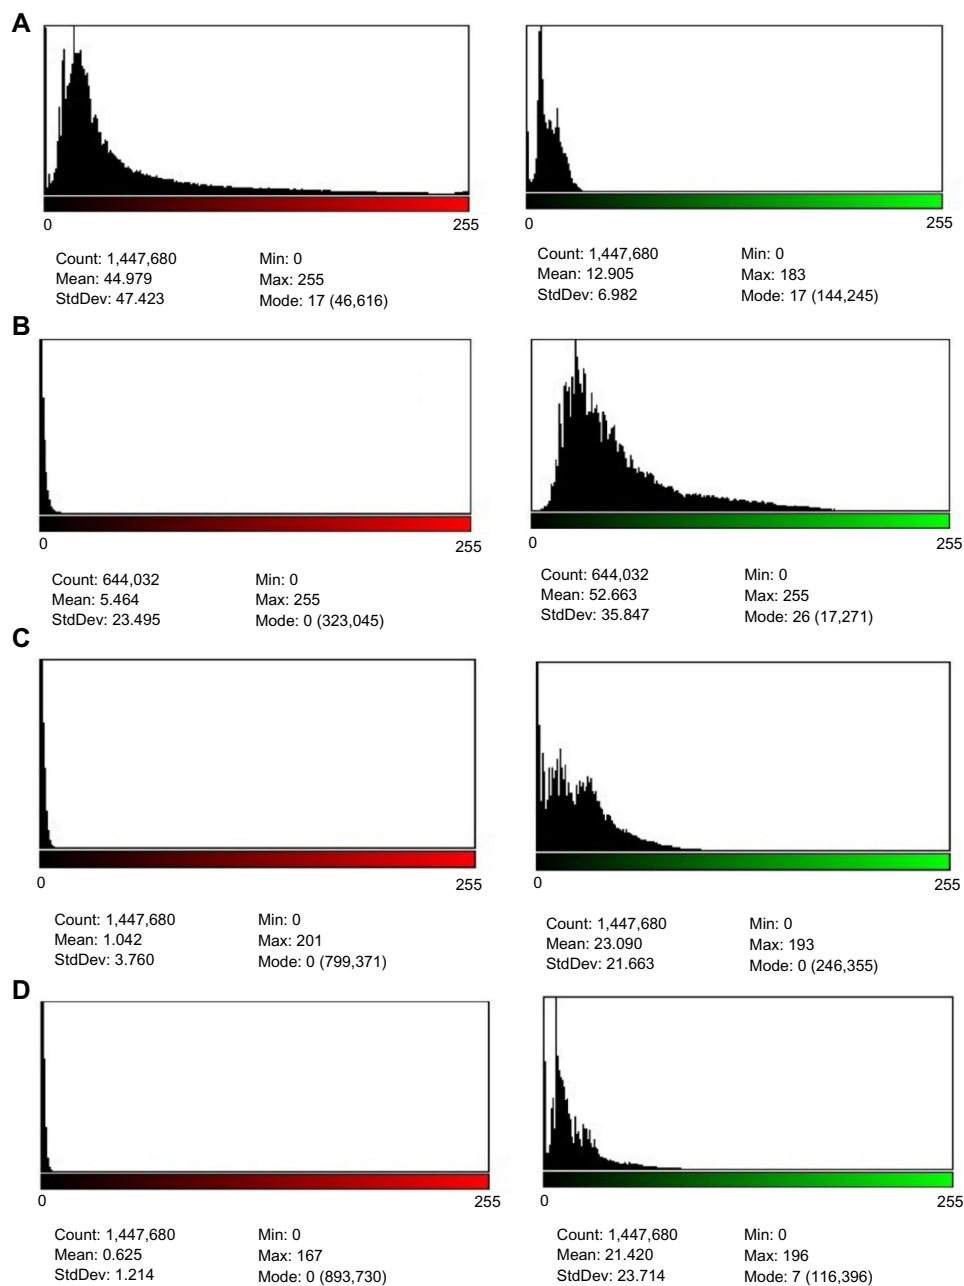 A
0 255 0 255
Count: 1,447,680 Min: 0 Count: 1,447,680 Min: 0
Mean: 44.979 Max: 255 Mean: 12.905 Max: 183
StdDev: 47.423 Mode: 17 (46,616) StdDev: 6.982 Mode: 17 (144,245)
B
0 255 0 255
Count: 644,032 Min: 0 Count: 644,032 Min: 0
Mean: 5.464 Max: 255 Mean: 52.663 Max: 255
StdDev: 23.495 Mode: 0 (323,045) StdDev: 35.847 Mode: 26 (17,271)
C
0 255 0 255
Count: 1,447,680 Min: 0 Count: 1,447,680 Min: 0
Mean: 1.042 Max: 201 Mean: 23.090 Max: 193
StdDev: 3.760 Mode: 0 (799,371) StdDev: 21.663 Mode: 0 (246,355)
D
0 255 0 255
Count: 1,447,680 Min: 0 Count: 1,447,680 Min: 0
Mean: 0.625 Max: 167 Mean: 21.420 Max: 196
StdDev: 1.214 Mode: 0 (893,730) StdDev: 23.714 Mode: 7 (116,396)